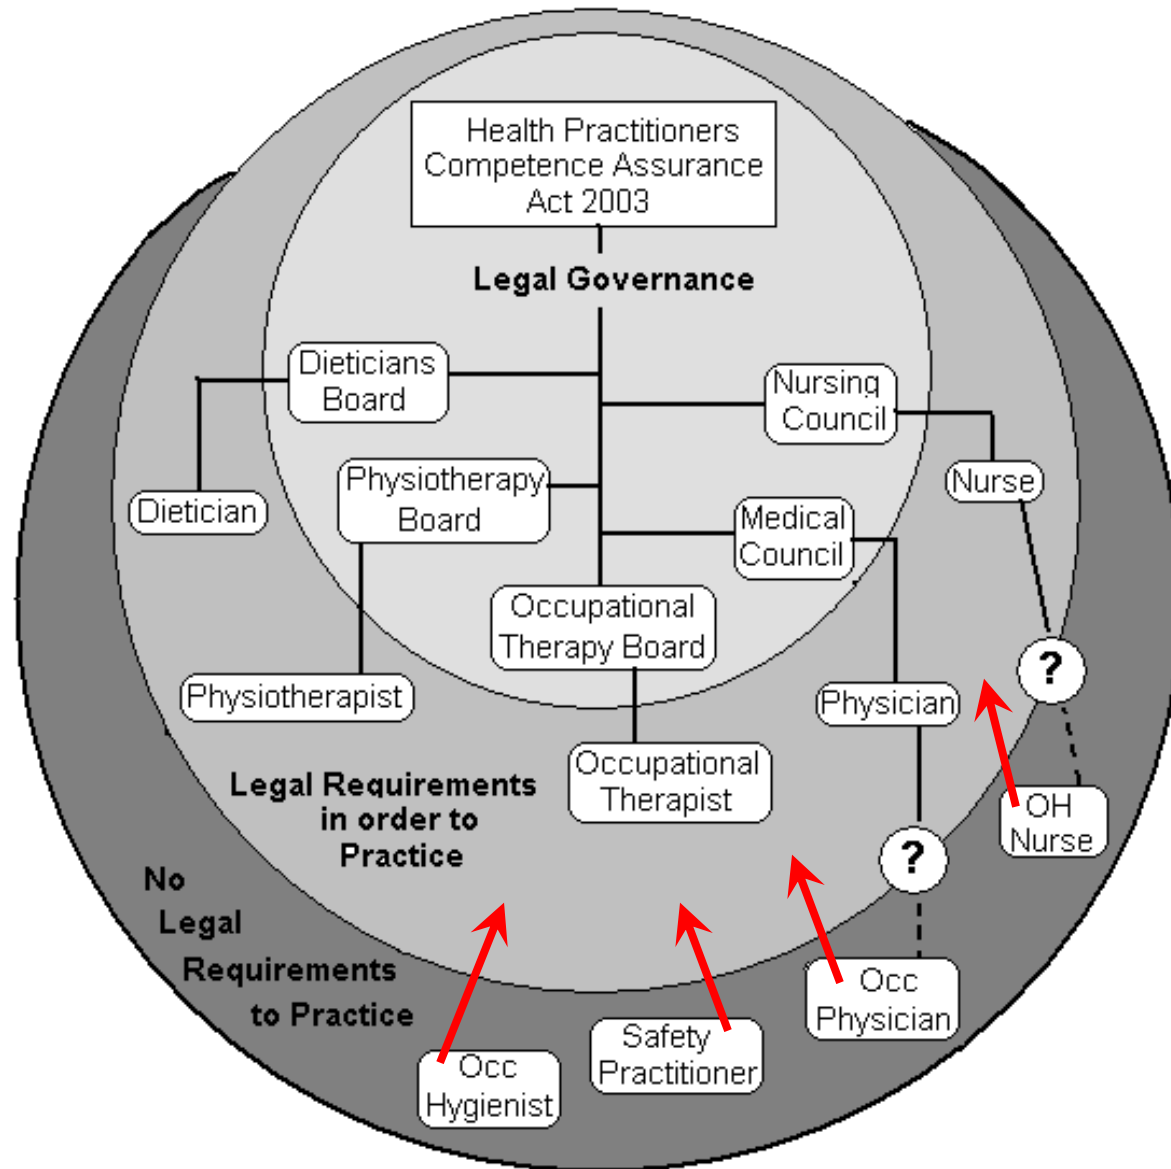 Health Practitioners
Competence Assurance
Act 2003
Legal Governance
Dieticians
Board
Nursing
Council
Physiotherapy
Board
Nurse
Dietician
Medical
Council
Occupational
Therapy Board
?
Physiotherapist
Physician
Occupational
Therapist
Legal Requirements
in order to
Practice
OH
Nurse
?
No
Legal
Requirements
to Practice
Occ
Physician
Safety
Practitioner
Occ
Hygienist